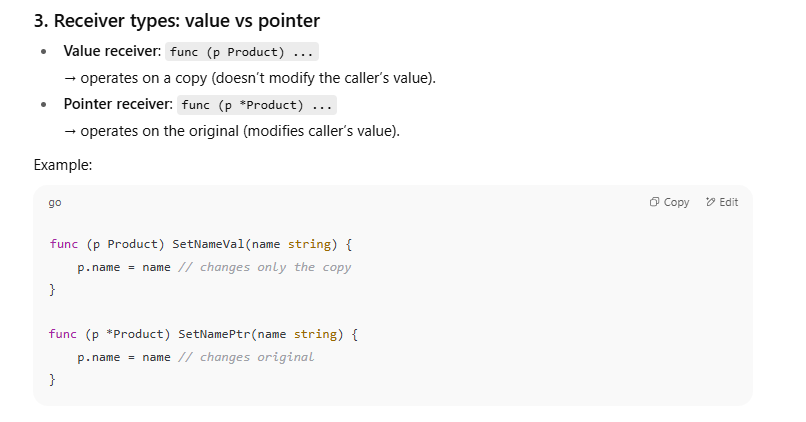 3. Receiver types: value vs pointer
• Value receiver: func (p Product) ...
→ operates on a copy (doesn't modify the caller's value).
• Pointer receiver: func (p *Product) ...
→ operates on the original (modifies caller's value).
Example:
go Copy Edit
func (p Product) SetNameVal(name string) {
    p.name = name // changes only the copy
}
func (p *Product) SetNamePtr(name string) {
    p.name = name // changes original
}